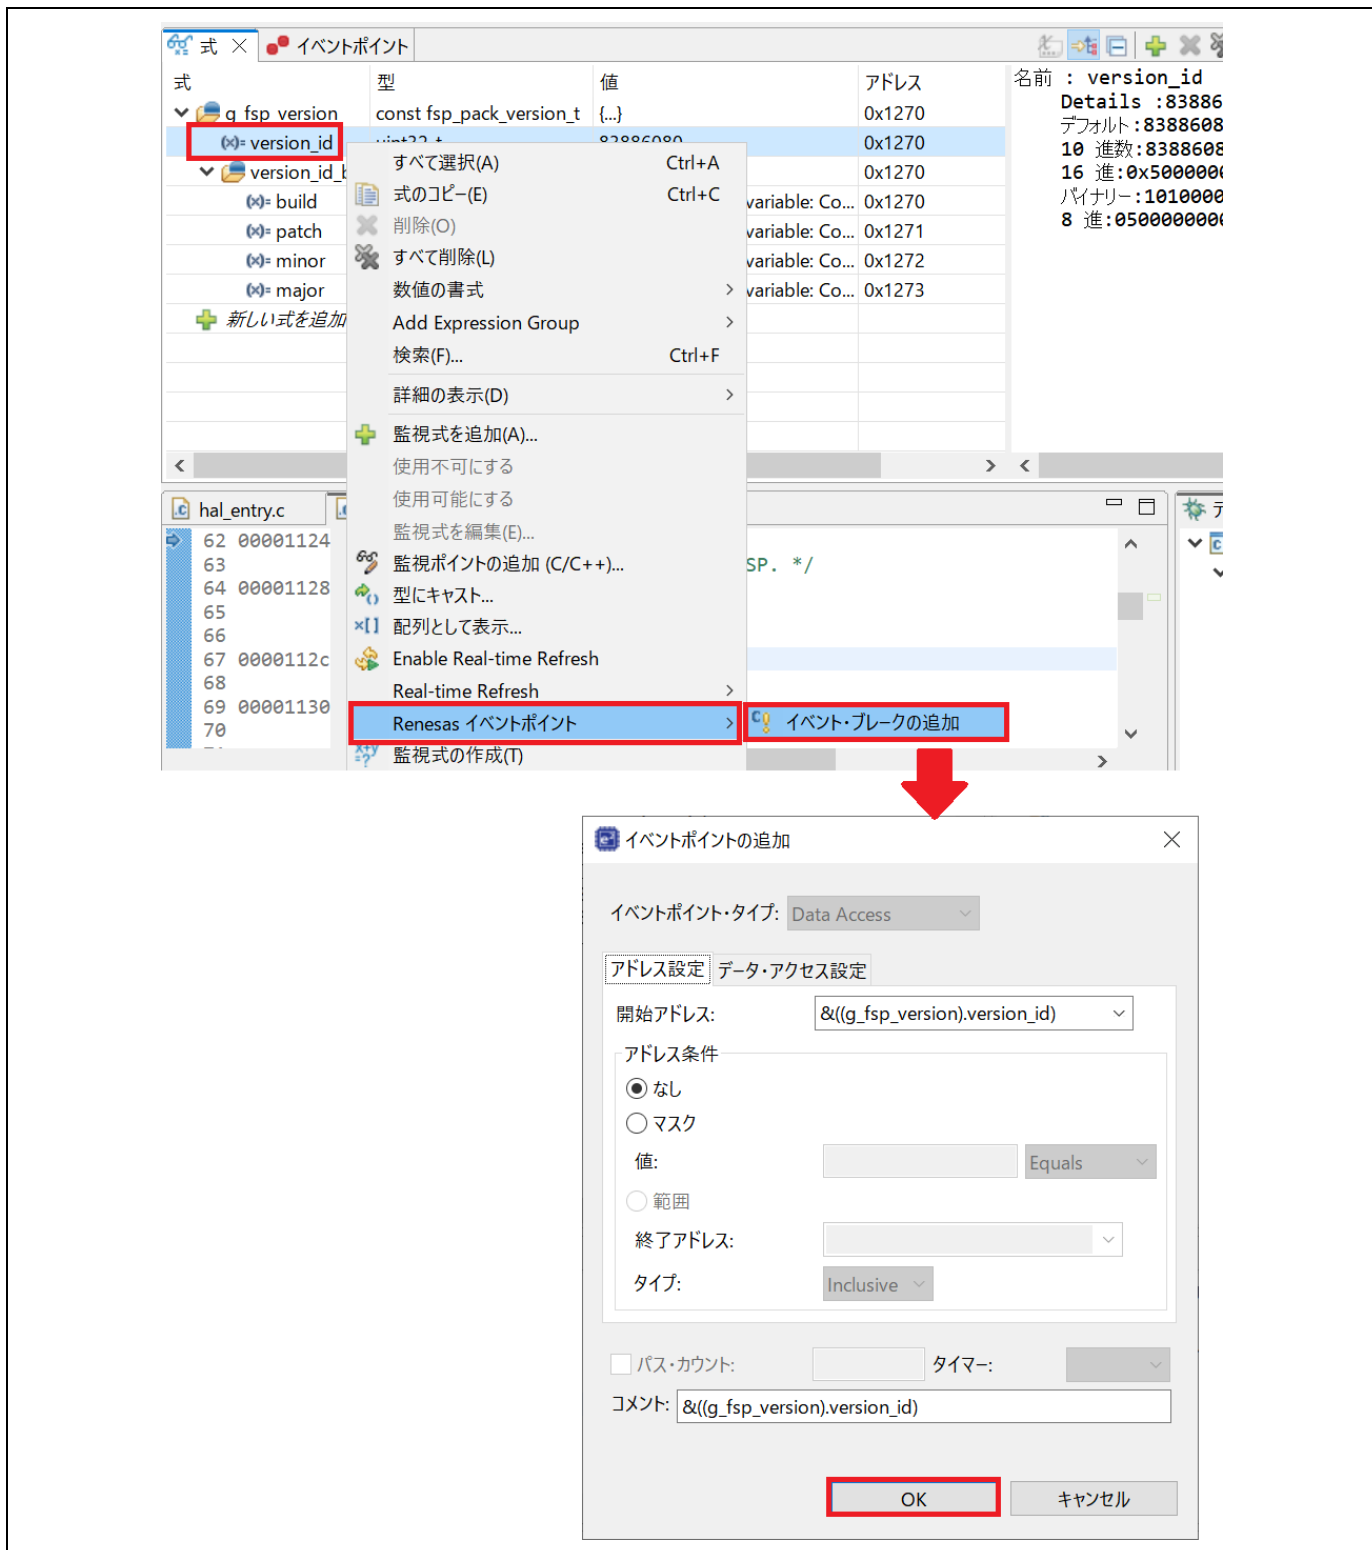 式 イベントポイント
式 型 値 アドレス
g_fsp_version const fsp_pack_version_t {...} 0x1270
version_id uint32_t 83886080 0x1270
version_id_b 0x1270
build variable: Co... 0x1270
patch variable: Co... 0x1271
minor variable: Co... 0x1272
major variable: Co... 0x1273
新しい式を追加
名前 : version_id
Details :83886
デフォルト:8388608
10 進数:8388608
16 進:0x5000000
バイナリー:1010000
8 進:0500000000
すべて選択(A) Ctrl+A
式のコピー(E) Ctrl+C
削除(O)
すべて削除(L)
数値の書式
Add Expression Group
検索(F)... Ctrl+F
詳細の表示(D)
監視式を追加(A)...
使用不可にする
使用可能にする
監視式を編集(E)...
監視ポイントの追加 (C/C++)...
型にキャスト...
配列として表示...
Enable Real-time Refresh
Real-time Refresh
Renesas イベントポイント
監視式の作成(T)
イベント・ブレークの追加
hal_entry.c
デ
62 00001124
63 SP. */
64 00001128
65
66
67 0000112c
68
69 00001130
70
イベントポイントの追加
イベントポイント・タイプ: Data Access
アドレス設定 データ・アクセス設定
開始アドレス: &((g_fsp_version).version_id)
アドレス条件
なし
マスク
値: Equals
範囲
終了アドレス:
タイプ: Inclusive
パス・カウント: タイマー:
コメント: &((g_fsp_version).version_id)
OK キャンセル